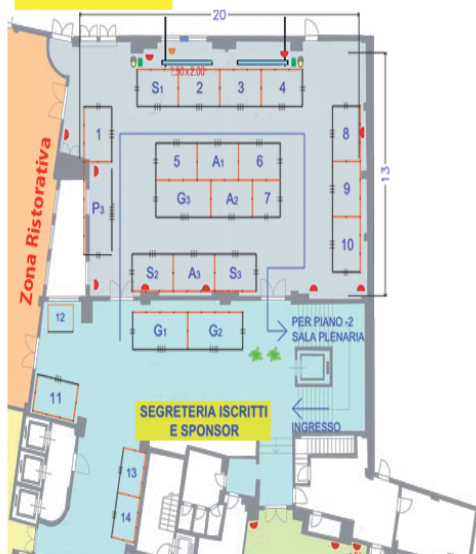 20
2.50x2.00
S1 2 3 4
1
8
13
5 A1 6
Zona Ristorativa
P3
G3 A2 7
9
10
S2 A3 S3
12
G1 G2
PER PIANO -2
SALA PLENARIA
11
SEGRETERIA ISCRITTI
E SPONSOR
INGRESSO
13
14